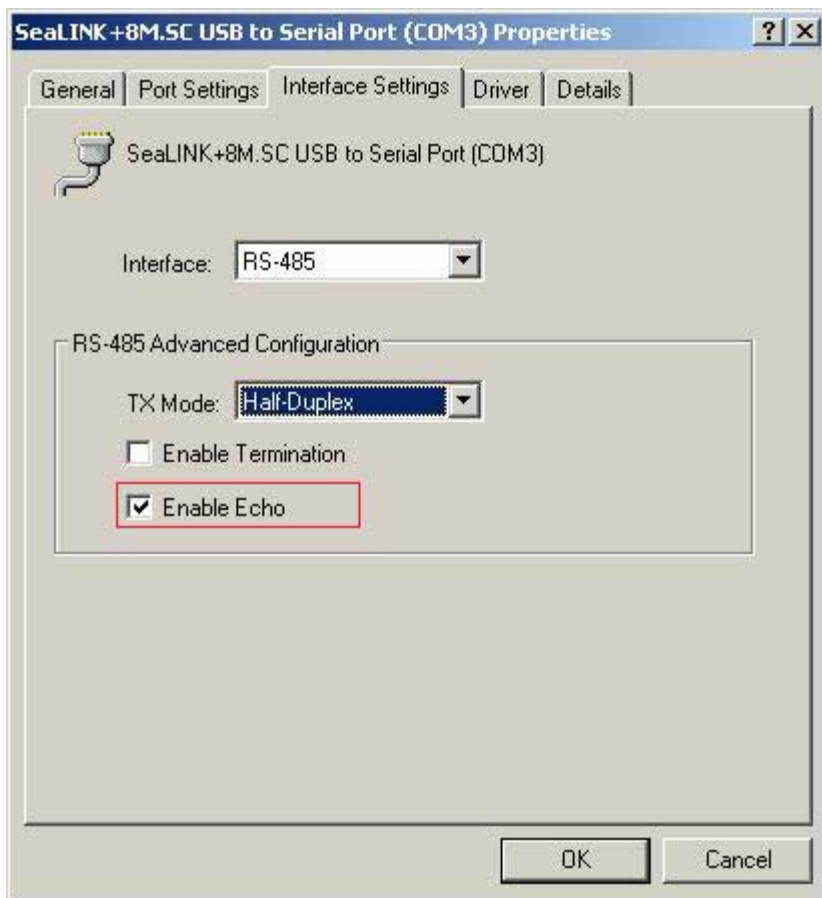 SeaLINK+8M.SC USB to Serial Port (COM3) Properties
General Port Settings Interface Settings Driver Details
SeaLINK+8M.SC USB to Serial Port (COM3)
Interface: RS-485
RS-485 Advanced Configuration
TX Mode: Half-Duplex
Enable Termination
Enable Echo
OK Cancel